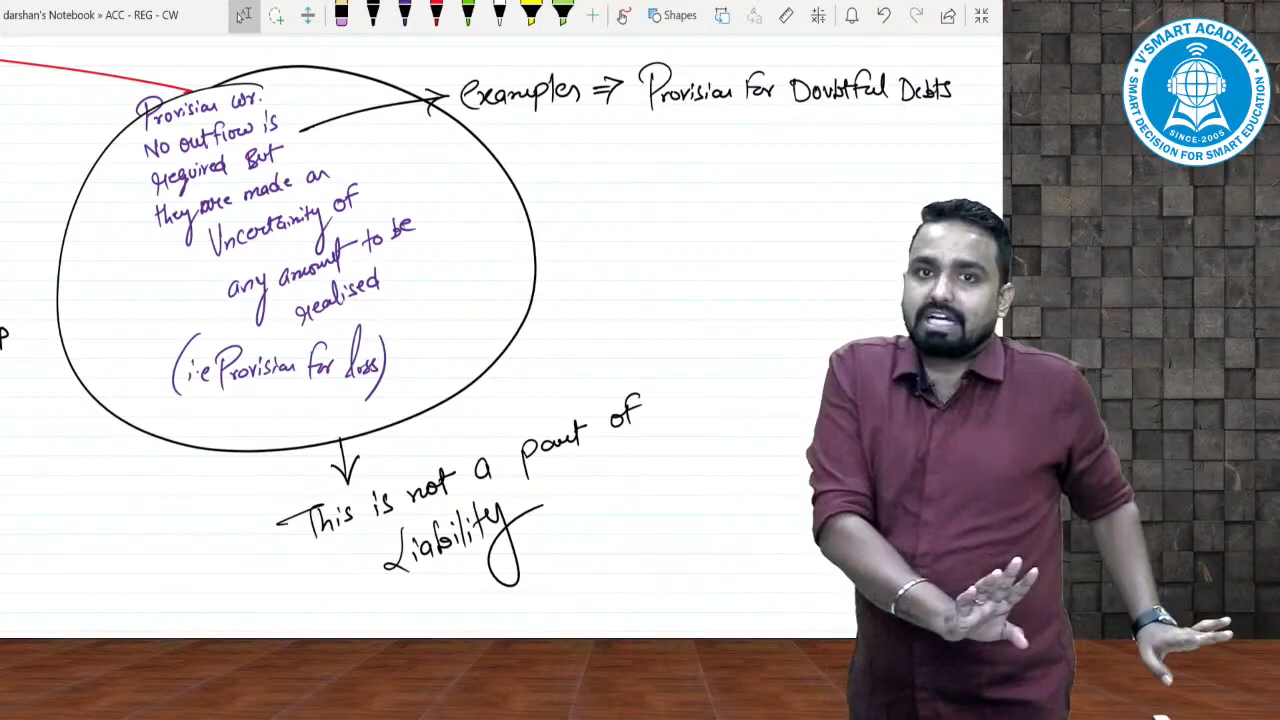 darshan's Notebook » ACC - REG - CW
Shapes
Provision wr.
No outflow is
required But
they are made an
Uncertainity of
any amount to be
realised
(i.e Provision for loss)
examples ⇒ Provision for Doubtful Debts
This is not a part of
Liability
V'SMART ACADEMY
SINCE-2005
SMART DECISION FOR SMART EDUCATION